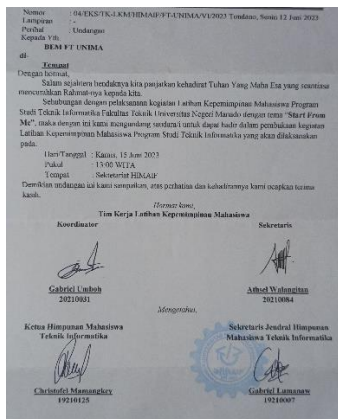 Nomor : 04/EKS/TK-LKM/HIMAIF/FT-UNIMA/VI/2023 Tondano, Senin 12 Juni 2023
Lampiran : -
Perihal : Undangan
Kepada Yth.
BEM FT UNIMA
di-
Tempat
Dengan hormat,
Salam sejahtera hendaknya kita panjatkan kehadirat Tuhan Yang Maha Esa yang senantiasa
mencurahkan Rahmat-nya kepada kita.
Sehubungan dengan pelaksanaan kegiatan Latihan Kepemimpinan Mahasiswa Program
Studi Teknik Informatika Fakultas Teknik Universitas Negeri Manado dengan tema "Start From
Me", maka dengan ini kami mengundang saudara/i untuk dapat hadir dalam pembukaan kegiatan
Latihan Kepemimpinan Mahasiswa Program Studi Teknik Informatika yang akan dilaksanakan
pada.
Hari/Tanggal : Kamis, 15 Juni 2023
Pukul : 13:00 WITA
Tempat : Sekretariat HIMAIF
Demikian undangan ini kami sampaikan, atas perhatian dan kehadirannya kami ucapkan terima
kasih.
Hormat kami,
Tim Kerja Latihan Kepemimpinan Mahasiswa
Koordinator Sekretaris
Gabriel Umboh Athsel Walangitan
20210031 20210084
Mengetahui,
Ketua Himpunan Mahasiswa Sekretaris Jendral Himpunan
Teknik Informatika Mahasiswa Teknik Informatika
Christofel Mamangkey Gabriel Lumanaw
19210125 19210007